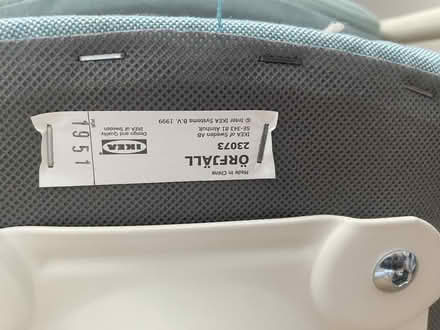 Made in China
ÖRFJÄLL
23073
IKEA of Sweden AB
SE-343 81 Älmhult
© Inter IKEA Systems B.V. 1999
IKEA
Design and Quality
IKEA of Sweden
1951